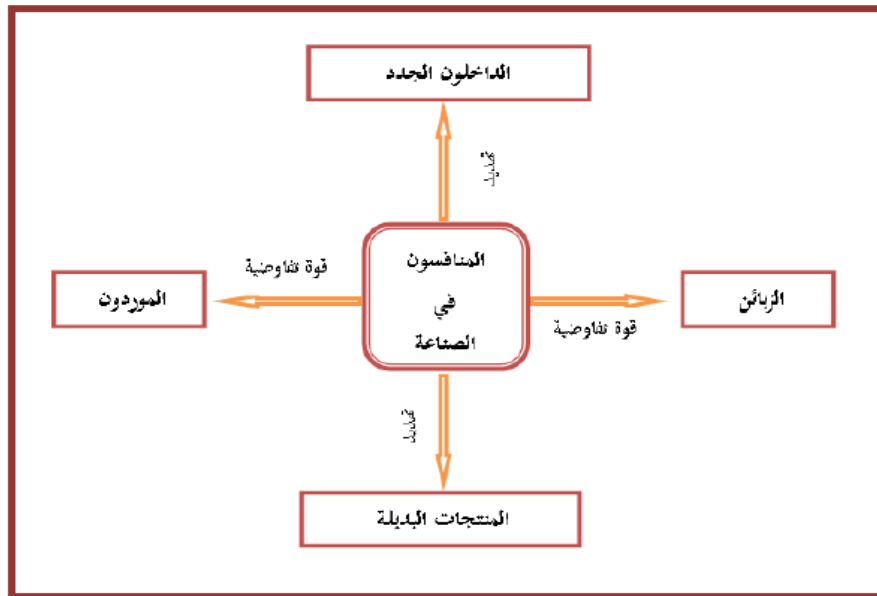 الداخلون الجدد
تهديد
المنافسون
في
الصناعة
الزبائن
قوة تفاوضية
قوة تفاوضية
الموردون
تهديد
المنتجات البديلة